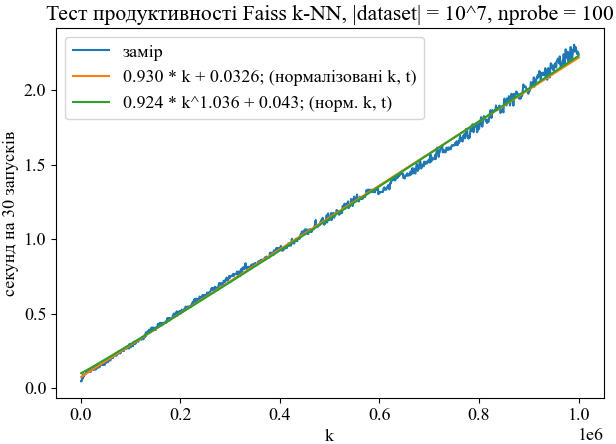 Тест продуктивності Faiss k-NN, |dataset| = 10^7, nprobe = 100
замір
0.930 * k + 0.0326; (нормалізовані k, t)
0.924 * k^1.036 + 0.043; (норм. k, t)
секунд на 30 запусків
2.0
1.5
1.0
0.5
0.0
0.0 0.2 0.4 0.6 0.8 1.0
1e6
k